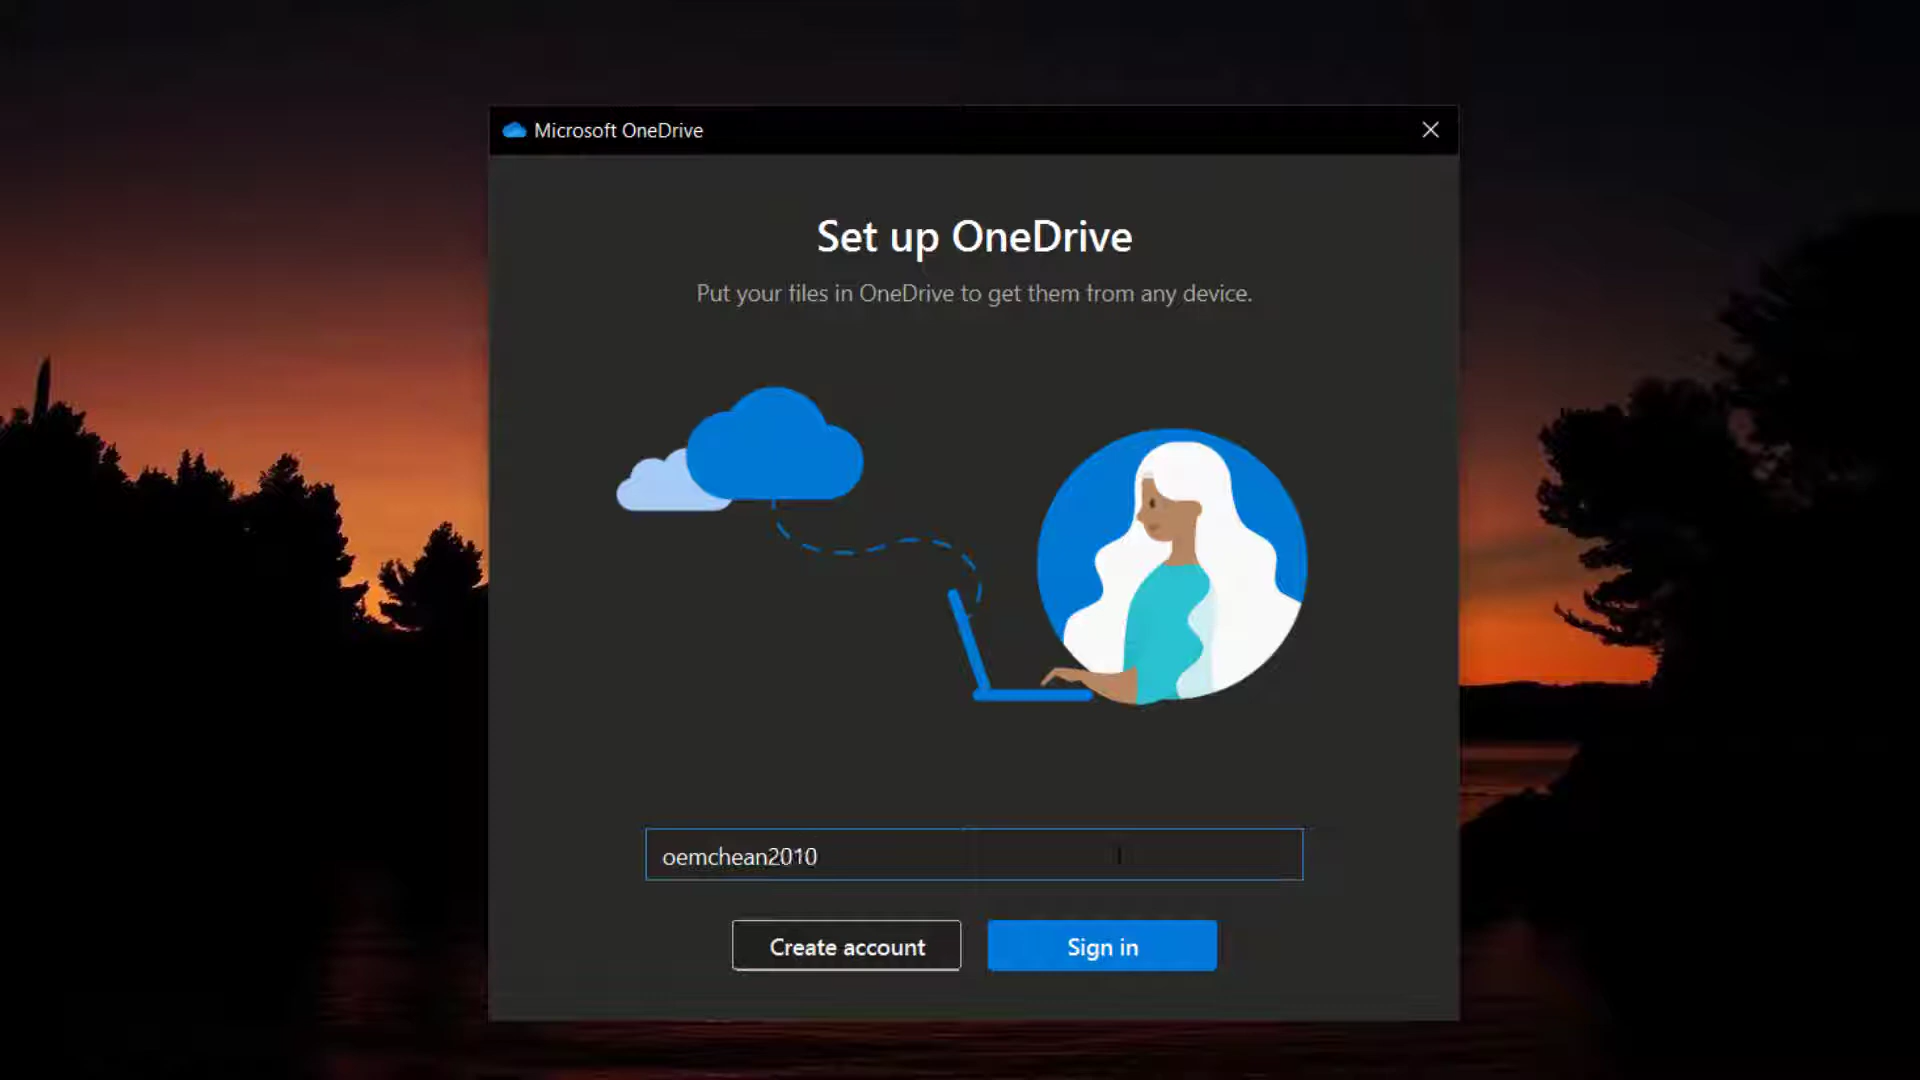 Microsoft OneDrive
Set up OneDrive
Put your files in OneDrive to get them from any device.
oemchean2010
Create account
Sign in